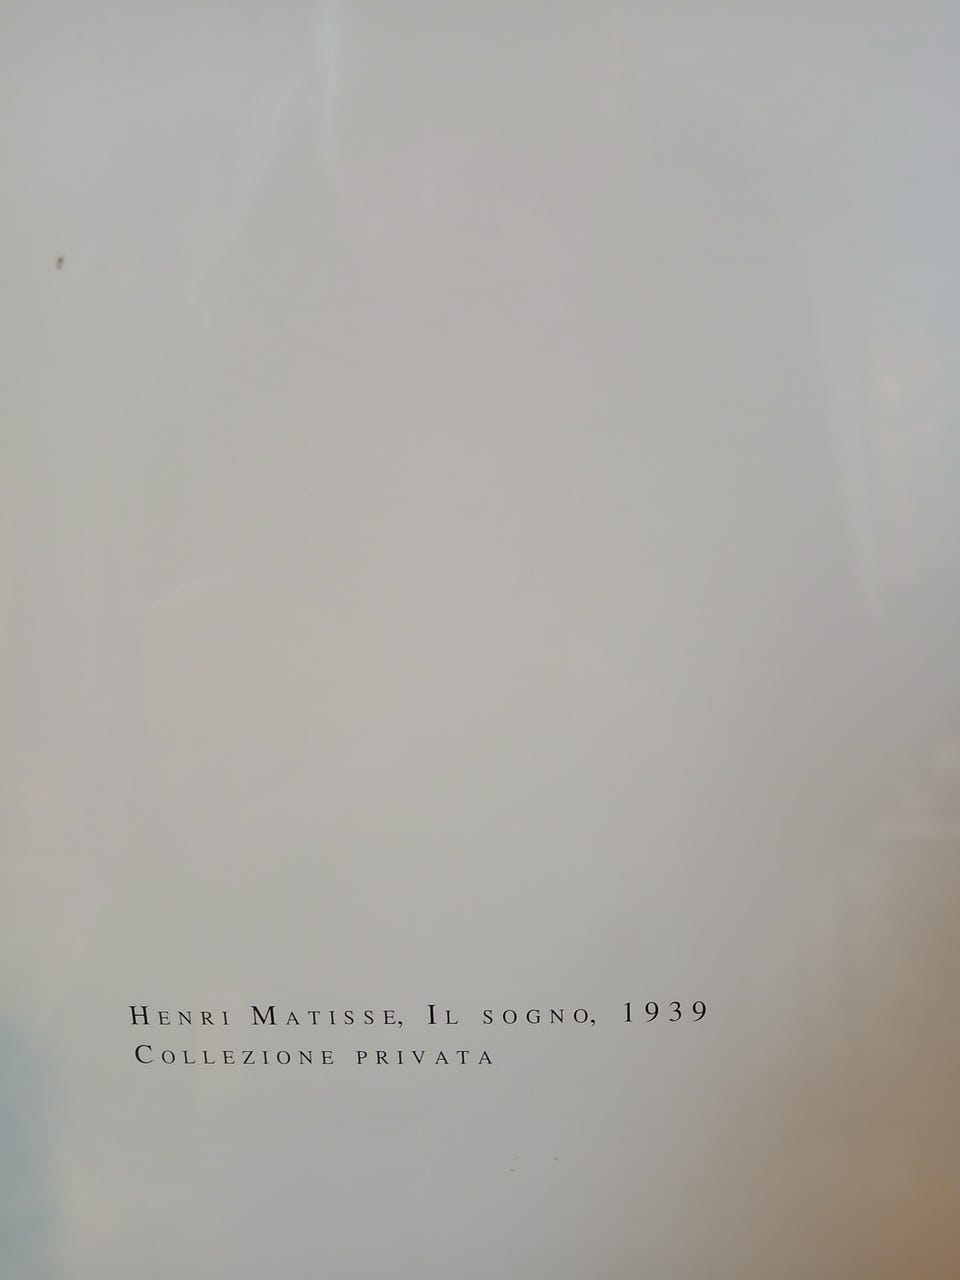 Henri Matisse, Il sogno, 1939
Collezione privata